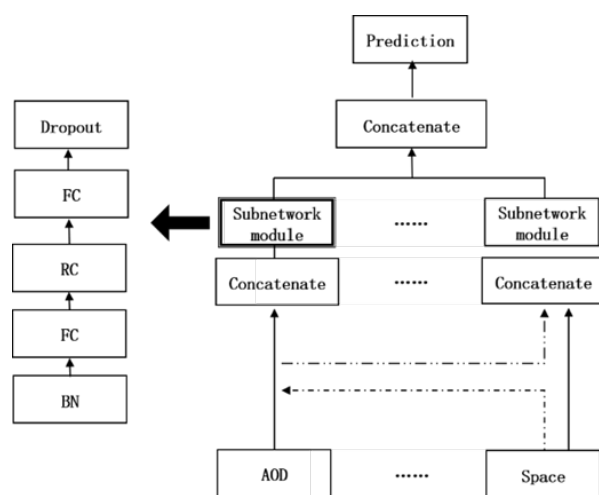 Prediction
Dropout
Concatenate
FC
Subnetwork
module
......
Subnetwork
module
RC
Concatenate
......
Concatenate
FC
BN
AOD
......
Space